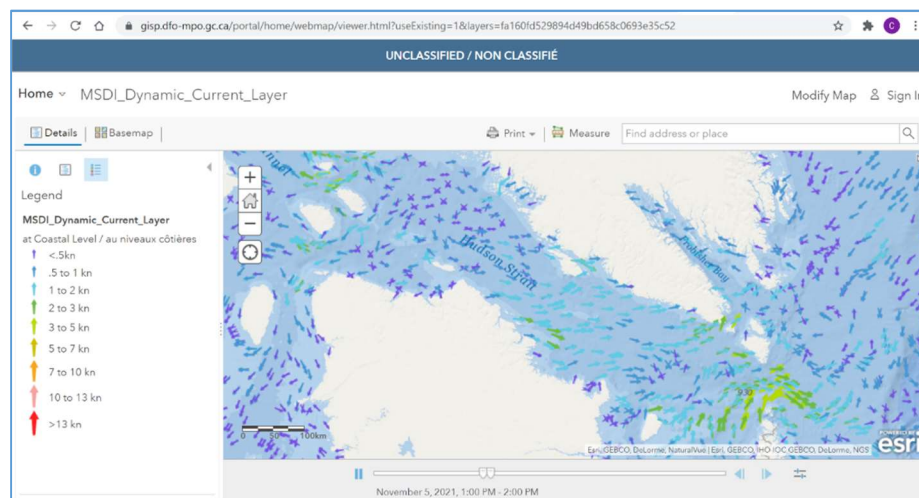 gisp.dfo-mpo.gc.ca/portal/home/webmap/viewer.html?useExisting=1&layers=fa160fd529894d49bd658c0693e35c52
C
UNCLASSIFIED / NON CLASSIFIÉ
Home MSDI_Dynamic_Current_Layer
Modify Map Sign In
Details Basemap
Print Measure Find address or place
Legend
MSDI_Dynamic_Current_Layer
at Coastal Level / au niveaux côtières
<.5kn
.5 to 1 kn
1 to 2 kn
2 to 3 kn
3 to 5 kn
5 to 7 kn
7 to 10 kn
10 to 13 kn
>13 kn
Hudson Strait
Frobisher Bay
0 50 100km
POWERED BY
esri
Esri, GEBCO, DeLorme, NaturalVue | Esri, GEBCO, IHO-IOC GEBCO, DeLorme, NGS
November 5, 2021, 1:00 PM - 2:00 PM